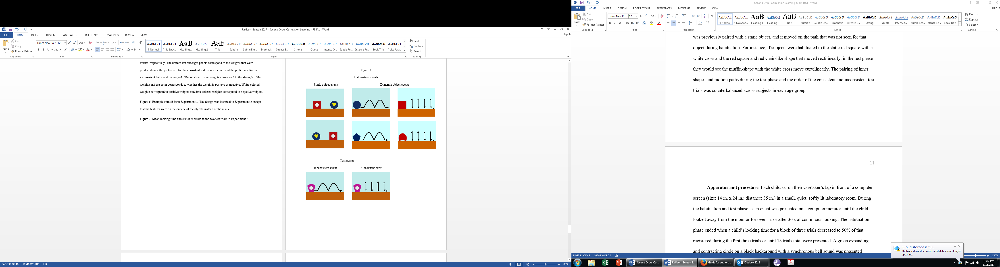 Rakison Benton 2017 - Second Order Correlation Learning - FINAL - Word
FILE HOME INSERT DESIGN PAGE LAYOUT REFERENCES MAILINGS REVIEW VIEW
Sign in
Paste
Cut
Copy
Format Painter
Clipboard
Times New Ro 12
Font
Paragraph
AaBbCcI AaBbCcI AaB AaBbCcI AaB AaBbCcC AaBbCcD AaBbCcD AaBbCcD AaBbCcD AaBbCcI AaBbCcI AABBCCD AABBCCD AaBbCcD AaBbCcI
¶ Normal ¶ No Spac... Heading 1 Heading 2 Title Subtitle Subtle Em... Emphasis Intense E... Strong Quote Intense Q... Subtle Ref... Intense Re... Book Title ¶ List Para...
Styles
Find
Replace
Select
Editing
events, respectively. The bottom left and right panels correspond to the weights that were
produced once the preference for the consistent test event emerged and the preference for the
inconsistent test event reemerged. The relative size of weights correspond to the strength of the
weights and the color corresponds to whether the weight is positive or negative. White colored
weights correspond to positive weights and dark colored weights correspond to negative weights.
Figure 6. Example stimuli from Experiment 3. The design was identical to Experiment 2 except
that the features were on the outside of the objects instead of the inside.
Figure 7. Mean looking time and standard errors to the two test trials in Experiment 2.
Figure 1
Habituation events
Static object events Dynamic object events
Test events
Inconsistent event Consistent event
PAGE 39 OF 46 10546 WORDS
89%
Second Order Correlation Learning submitted - Word
FILE HOME INSERT DESIGN PAGE LAYOUT REFERENCES MAILINGS REVIEW VIEW
Sign in
Paste
Cut
Copy
Format Painter
Clipboard
Times New Ro 12
Font
Paragraph
AaBbCcI AaBbCcI AaBb AaBbCcI AaB AaBbCcC AaBbCcD AaBbCcD AaBbCcD AaBbCcD AaBbCcI AaBbCcI AABBCCD AABBCCD AaBbCcD
¶ Normal ¶ No Spac... Heading 1 Heading 2 Title Subtitle Subtle Em... Emphasis Intense E... Strong Quote Intense Q... Subtle Ref... Intense Re... Book Title
Styles
Find
Replace
Select
Editing
was previously paired with a static object, and it moved on the path that was not seen for that
object during habituation. For instance, if subjects were habituated to the static red square with a
white cross and the red square and red chair-like shape that moved rectilinearly, in the test phase
they would see the muffin-shape with the white cross move curvilinearly. The pairing of inner
shapes and motion paths during the test phase and the order of the consistent and inconsistent test
trials was counterbalanced across subjects in each age group.
11
Apparatus and procedure. Each child sat on their caretaker's lap in front of a computer
screen (size: 14 in. x 24 in.; distance: 35 in.) in a small, quiet, softly lit laboratory room. During
the habituation and test phase, each event was presented on a computer monitor until the child
looked away from the monitor for over 1 s or after 30 s of continuous looking. The habituation
phase ended when a child's looking time for a block of three trials decreased to 50% of that
registered during the first three trials or until 18 trials total were presented. A green expanding
and contracting circle on a black background with a synchronous bell sound was presented
iCloud storage is full.
Photos, videos, documents and data are no longer
updating.
PAGE 11 OF 45 10546 WORDS
130%
Second Order Cor...
Rakison Benton 2...
Guide for authors ...
Outlook 2013
12:57 PM
8/15/2017